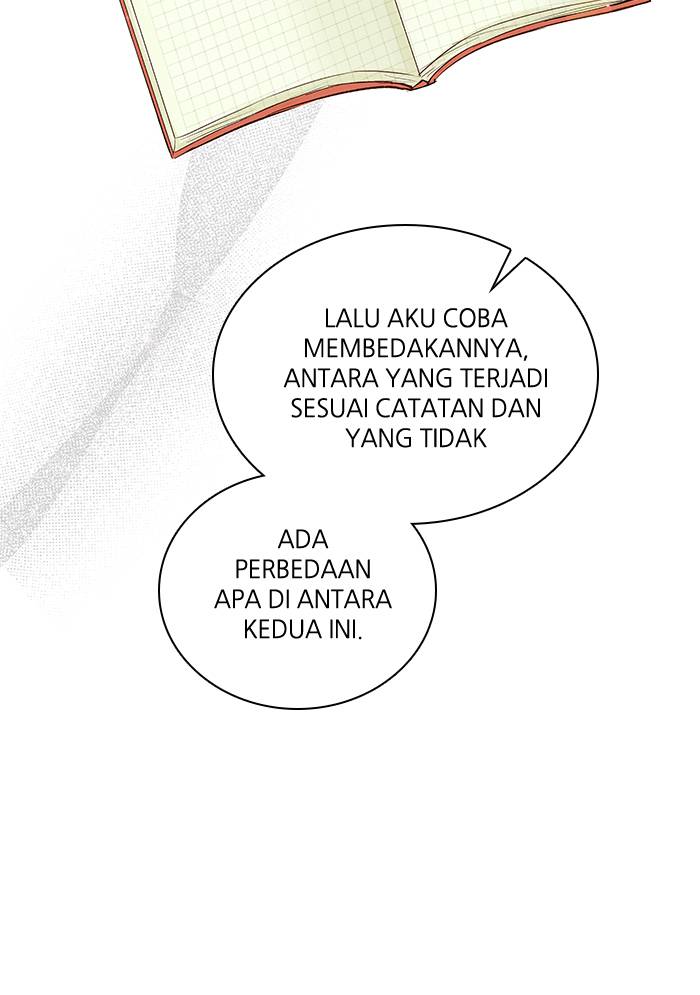 LALU AKU COBA
MEMBEDAKANNYA,
ANTARA YANG TERJADI
SESUAI CATATAN DAN
YANG TIDAK
ADA
PERBEDAAN
APA DI ANTARA
KEDUA INI.